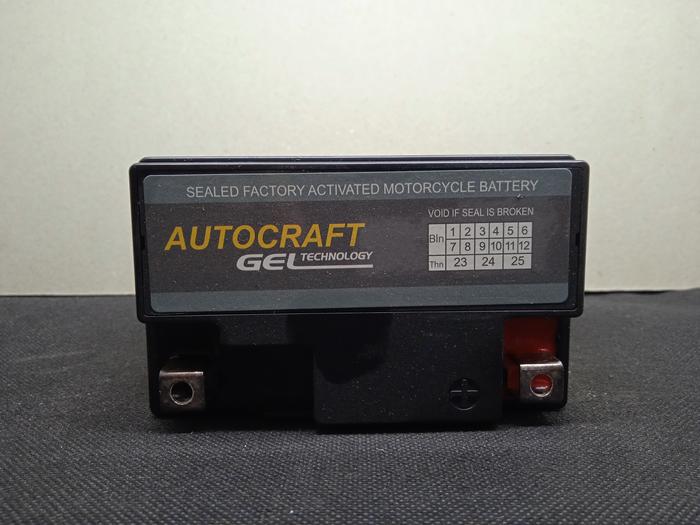 SEALED FACTORY ACTIVATED MOTORCYCLE BATTERY
VOID IF SEAL IS BROKEN
AUTOCRAFT
GEL TECHNOLOGY
Bln 1 2 3 4 5 6
7 8 9 10 11 12
Thn 23 24 25
+